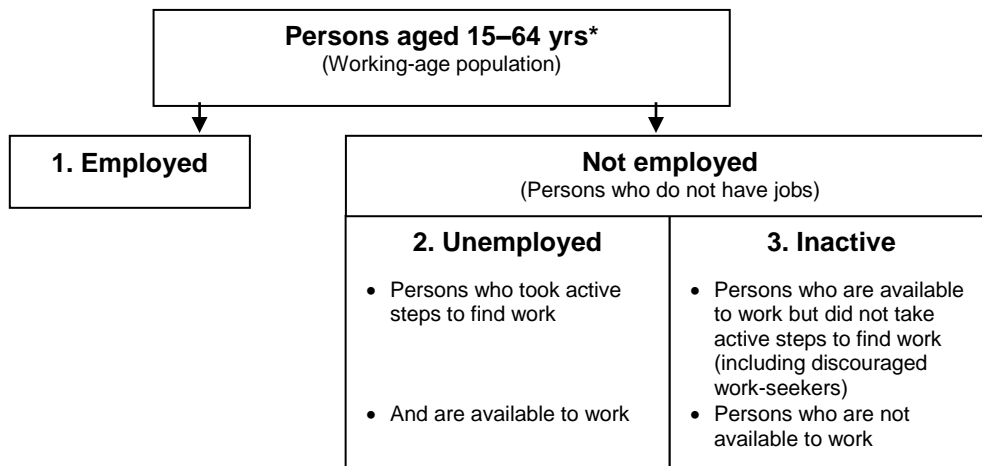 Persons aged 15–64 yrs*
(Working-age population)
1. Employed
Not employed
(Persons who do not have jobs)
2. Unemployed
• Persons who took active
steps to find work
• And are available to work
3. Inactive
• Persons who are available
to work but did not take
active steps to find work
(including discouraged
work-seekers)
• Persons who are not
available to work